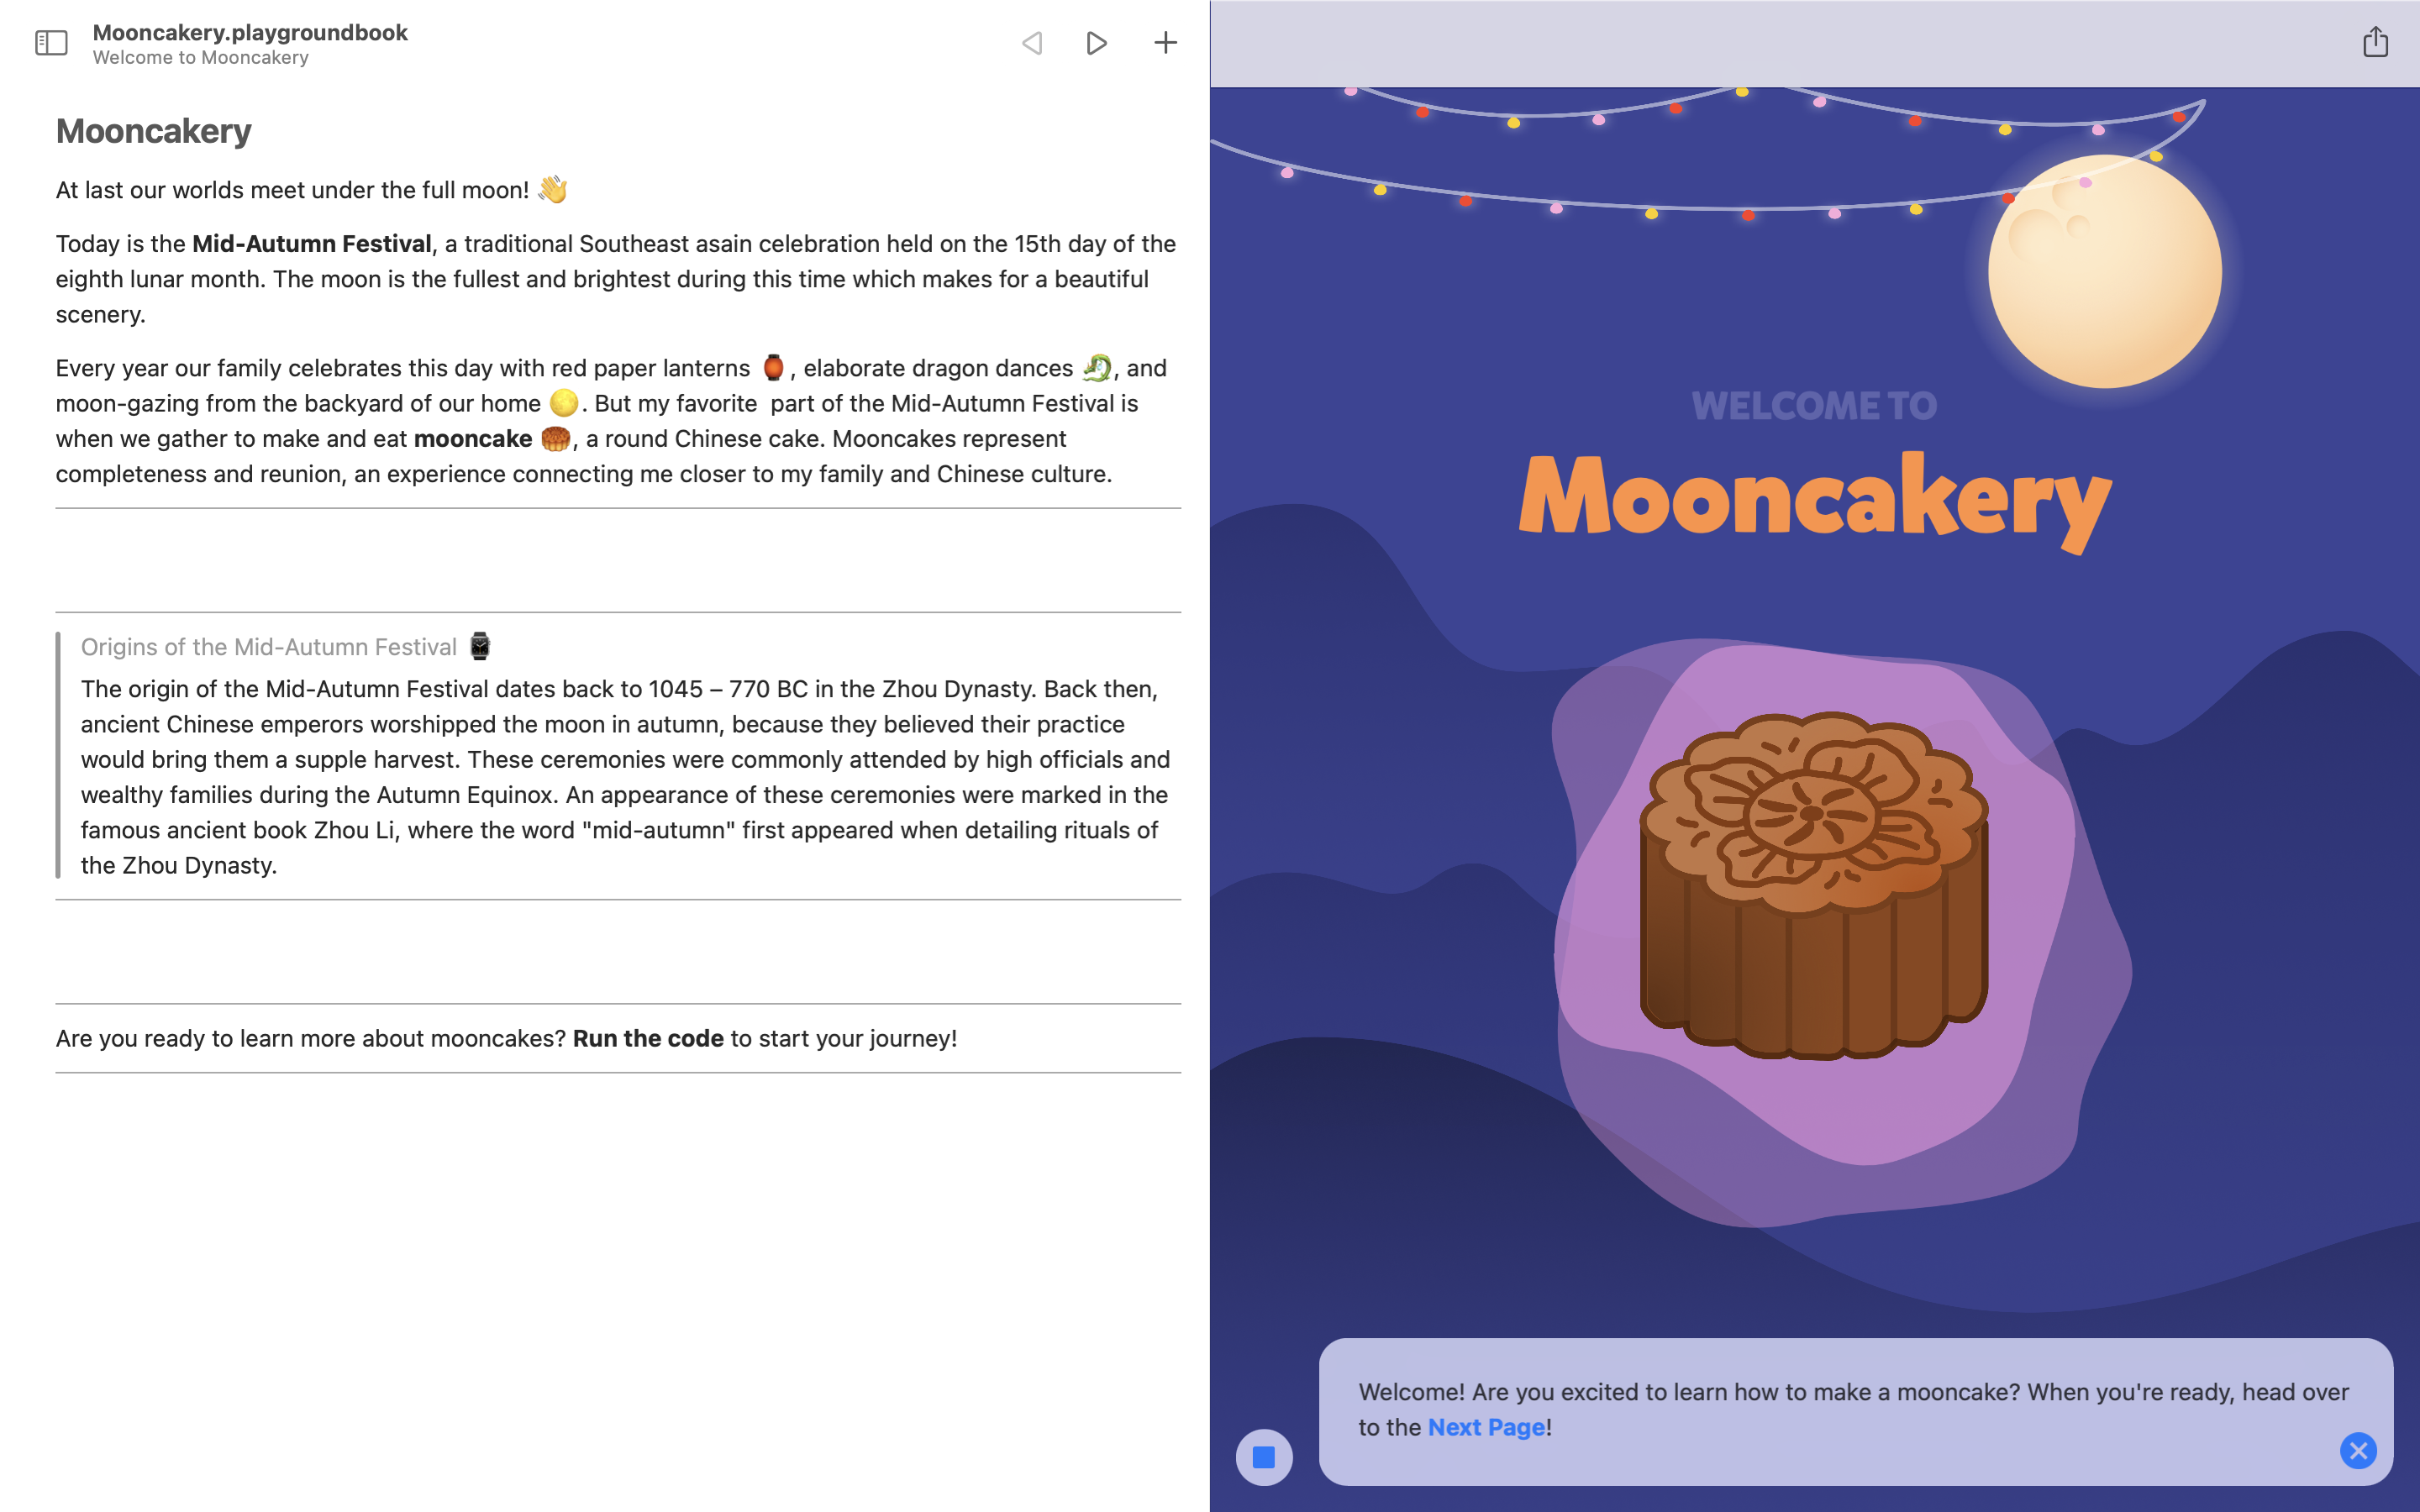 Mooncakery.playgroundbook
Welcome to Mooncakery
Mooncakery
At last our worlds meet under the full moon! 👋
Today is the Mid-Autumn Festival, a traditional Southeast asain celebration held on the 15th day of the
eighth lunar month. The moon is the fullest and brightest during this time which makes for a beautiful
scenery.
Every year our family celebrates this day with red paper lanterns 🏮, elaborate dragon dances 🐉, and
moon-gazing from the backyard of our home 🌕. But my favorite  part of the Mid-Autumn Festival is
when we gather to make and eat mooncake 🥮, a round Chinese cake. Mooncakes represent
completeness and reunion, an experience connecting me closer to my family and Chinese culture.
Origins of the Mid-Autumn Festival ⌚
The origin of the Mid-Autumn Festival dates back to 1045 – 770 BC in the Zhou Dynasty. Back then,
ancient Chinese emperors worshipped the moon in autumn, because they believed their practice
would bring them a supple harvest. These ceremonies were commonly attended by high officials and
wealthy families during the Autumn Equinox. An appearance of these ceremonies were marked in the
famous ancient book Zhou Li, where the word "mid-autumn" first appeared when detailing rituals of
the Zhou Dynasty.
Are you ready to learn more about mooncakes? Run the code to start your journey!
WELCOME TO
Mooncakery
Welcome! Are you excited to learn how to make a mooncake? When you're ready, head over
to the Next Page!